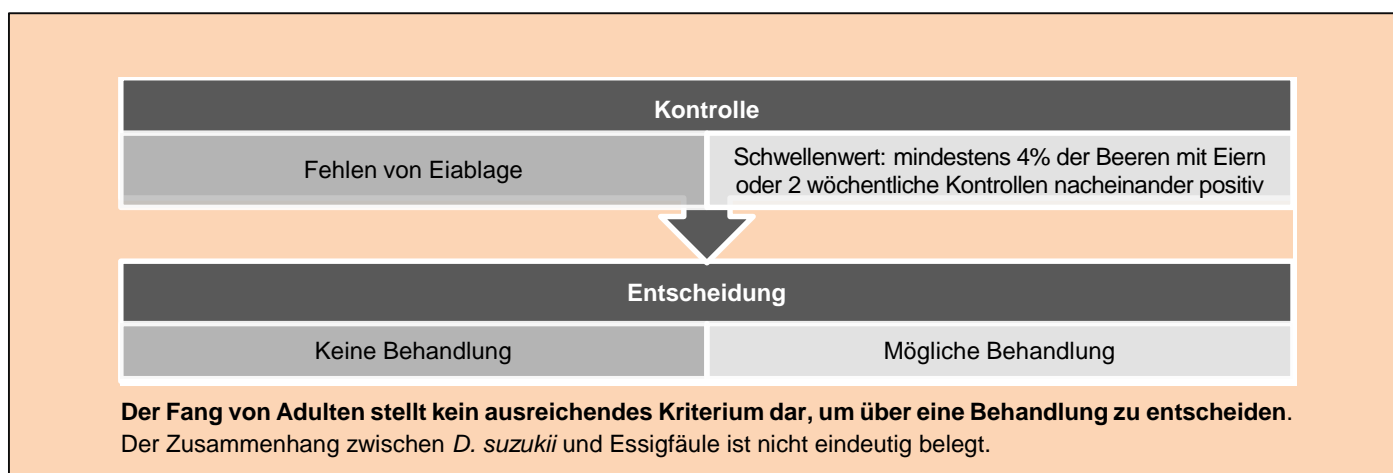 Kontrolle
Fehlen von Eiablage
Schwellenwert: mindestens 4% der Beeren mit Eiern
oder 2 wöchentliche Kontrollen nacheinander positiv
Entscheidung
Keine Behandlung
Mögliche Behandlung
Der Fang von Adulten stellt kein ausreichendes Kriterium dar, um über eine Behandlung zu entscheiden.
Der Zusammenhang zwischen D. suzukii und Essigfäule ist nicht eindeutig belegt.